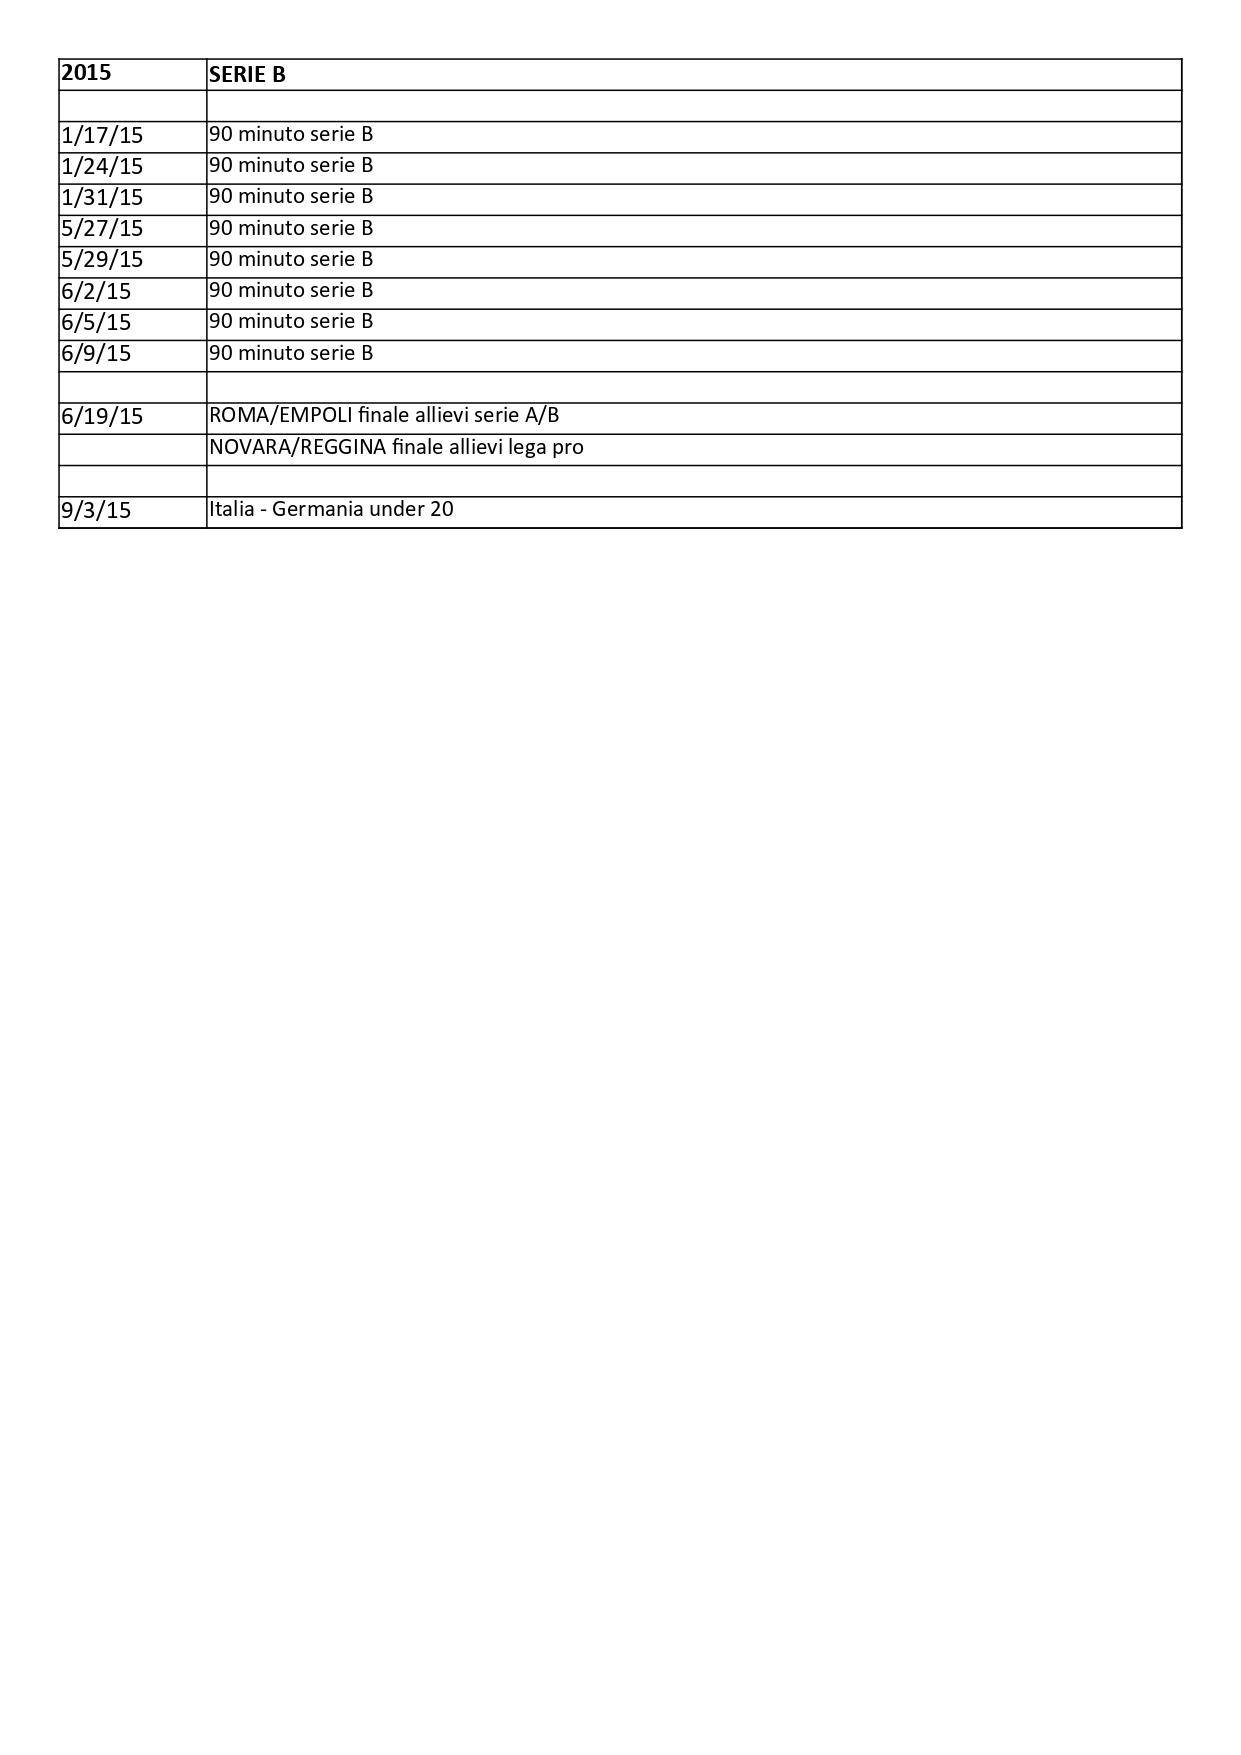 2015 SERIE B
1/17/15 90 minuto serie B
1/24/15 90 minuto serie B
1/31/15 90 minuto serie B
5/27/15 90 minuto serie B
5/29/15 90 minuto serie B
6/2/15 90 minuto serie B
6/5/15 90 minuto serie B
6/9/15 90 minuto serie B
6/19/15 ROMA/EMPOLI finale allievi serie A/B
NOVARA/REGGINA finale allievi lega pro
9/3/15 Italia - Germania under 20